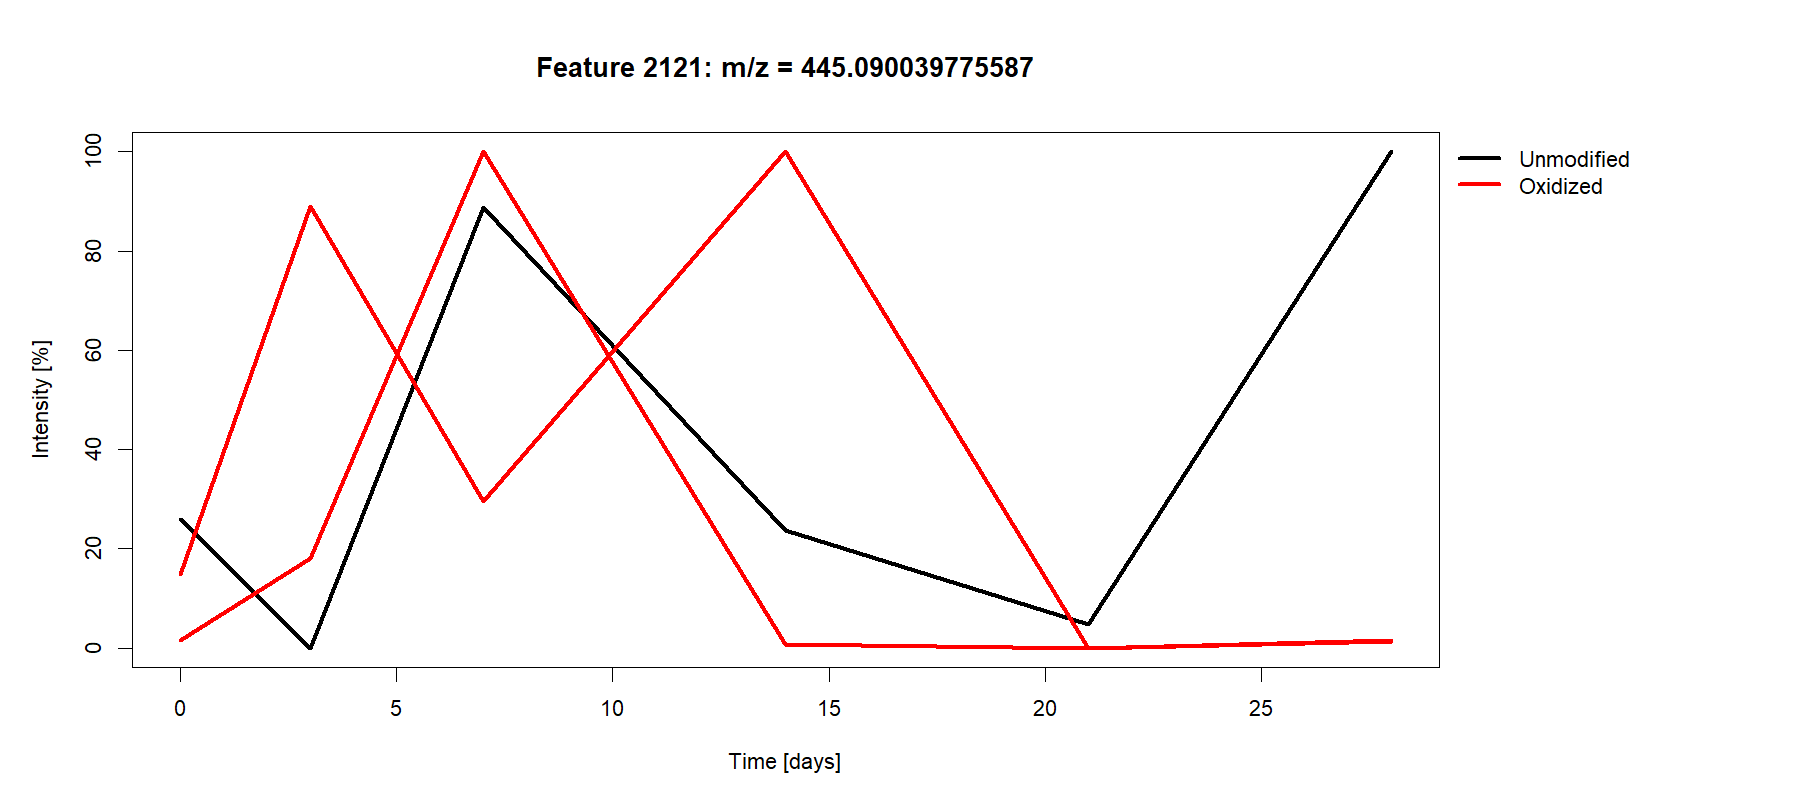 Feature 2121: m/z = 445.090039775587
Unmodified
Oxidized
Intensity [%]
100
80
60
40
20
0
0 5 10 15 20 25
Time [days]